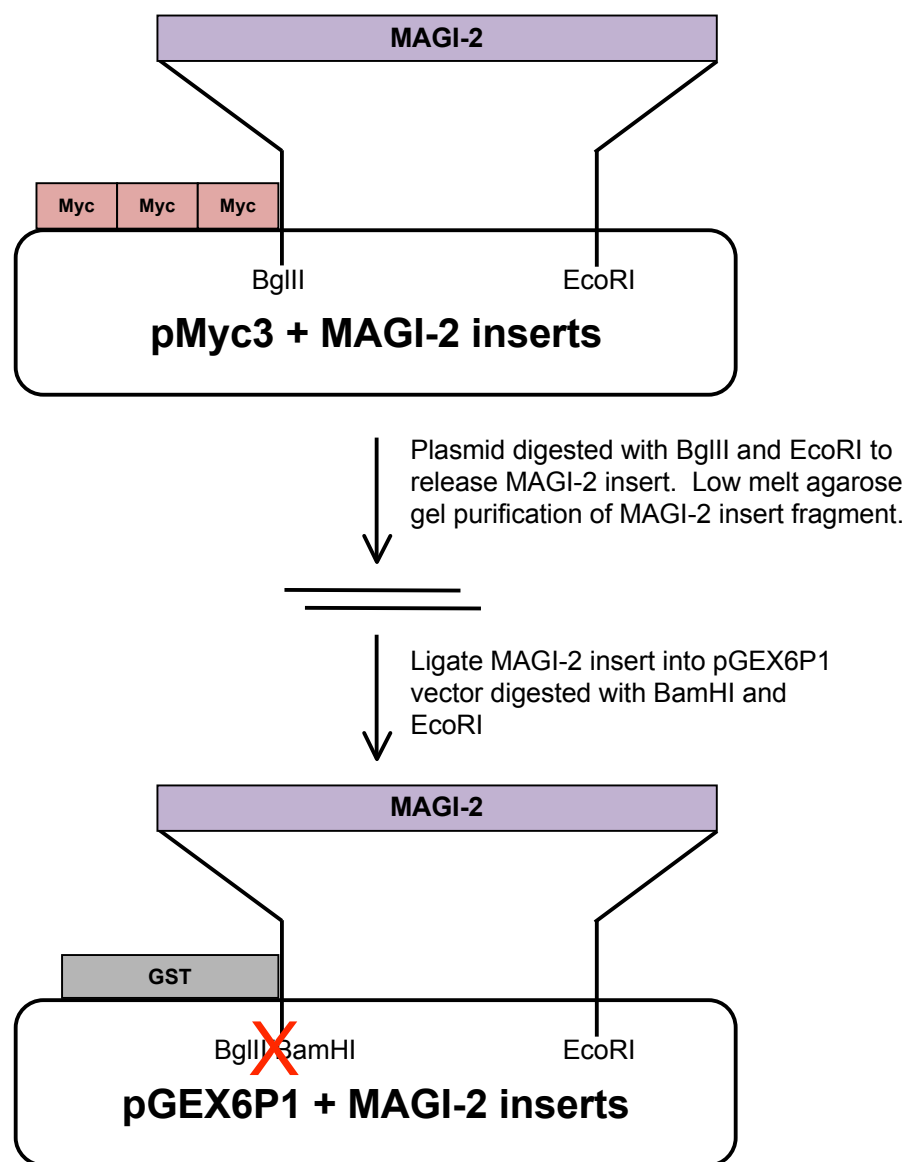 MAGI-2
Myc Myc Myc
BglII EcoRI
pMyc3 + MAGI-2 inserts
Plasmid digested with BglII and EcoRI to
release MAGI-2 insert. Low melt agarose
gel purification of MAGI-2 insert fragment.
Ligate MAGI-2 insert into pGEX6P1
vector digested with BamHI and
EcoRI
MAGI-2
GST
BglII BamHI EcoRI
pGEX6P1 + MAGI-2 inserts